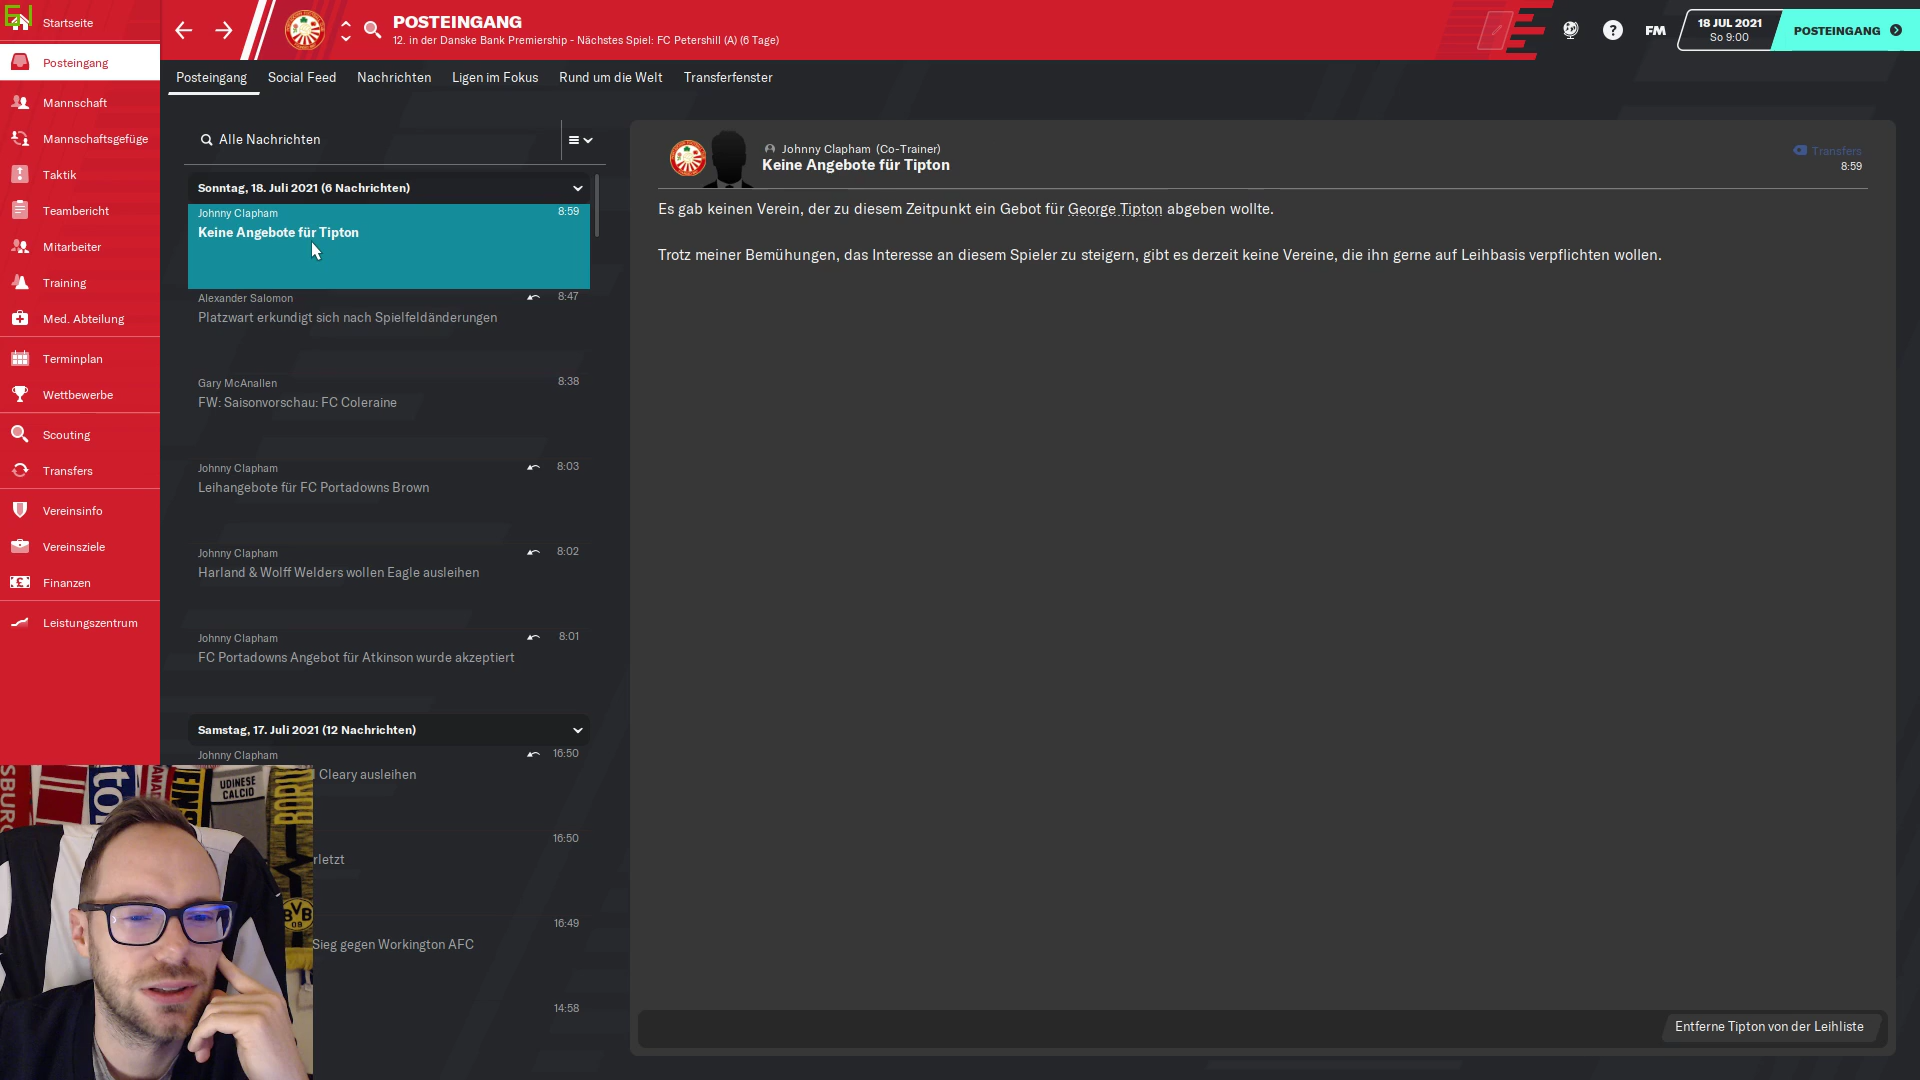 Startseite
Posteingang
Mannschaft
Mannschaftsgefüge
Taktik
Teambericht
Mitarbeiter
Training
Med. Abteilung
Terminplan
Wettbewerbe
Scouting
Transfers
Vereinsinfo
Vereinsziele
Finanzen
Leistungszentrum
POSTEINGANG
12. in der Danske Bank Premiership - Nächstes Spiel: FC Petershill (A) (6 Tage)
FM
18 JUL 2021
So 9:00
POSTEINGANG
Posteingang Social Feed Nachrichten Ligen im Fokus Rund um die Welt Transferfenster
Alle Nachrichten
Sonntag, 18. Juli 2021 (6 Nachrichten)
Johnny Clapham 8:59
Keine Angebote für Tipton
Alexander Salomon 8:47
Platzwart erkundigt sich nach Spielfeldänderungen
Gary McAnallen 8:38
FW: Saisonvorschau: FC Coleraine
Johnny Clapham 8:03
Leihangebote für FC Portadowns Brown
Johnny Clapham 8:02
Harland & Wolff Welders wollen Eagle ausleihen
Johnny Clapham 8:01
FC Portadowns Angebot für Atkinson wurde akzeptiert
Samstag, 17. Juli 2021 (12 Nachrichten)
Johnny Clapham 16:50
Cleary ausleihen
16:50
rletzt
16:49
Sieg gegen Workington AFC
14:58
Johnny Clapham (Co-Trainer)
Keine Angebote für Tipton
Transfers
8:59
Es gab keinen Verein, der zu diesem Zeitpunkt ein Gebot für George Tipton abgeben wollte.
Trotz meiner Bemühungen, das Interesse an diesem Spieler zu steigern, gibt es derzeit keine Vereine, die ihn gerne auf Leihbasis verpflichten wollen.
Entferne Tipton von der Leihliste
UDINESE
CALCIO
BVB
09